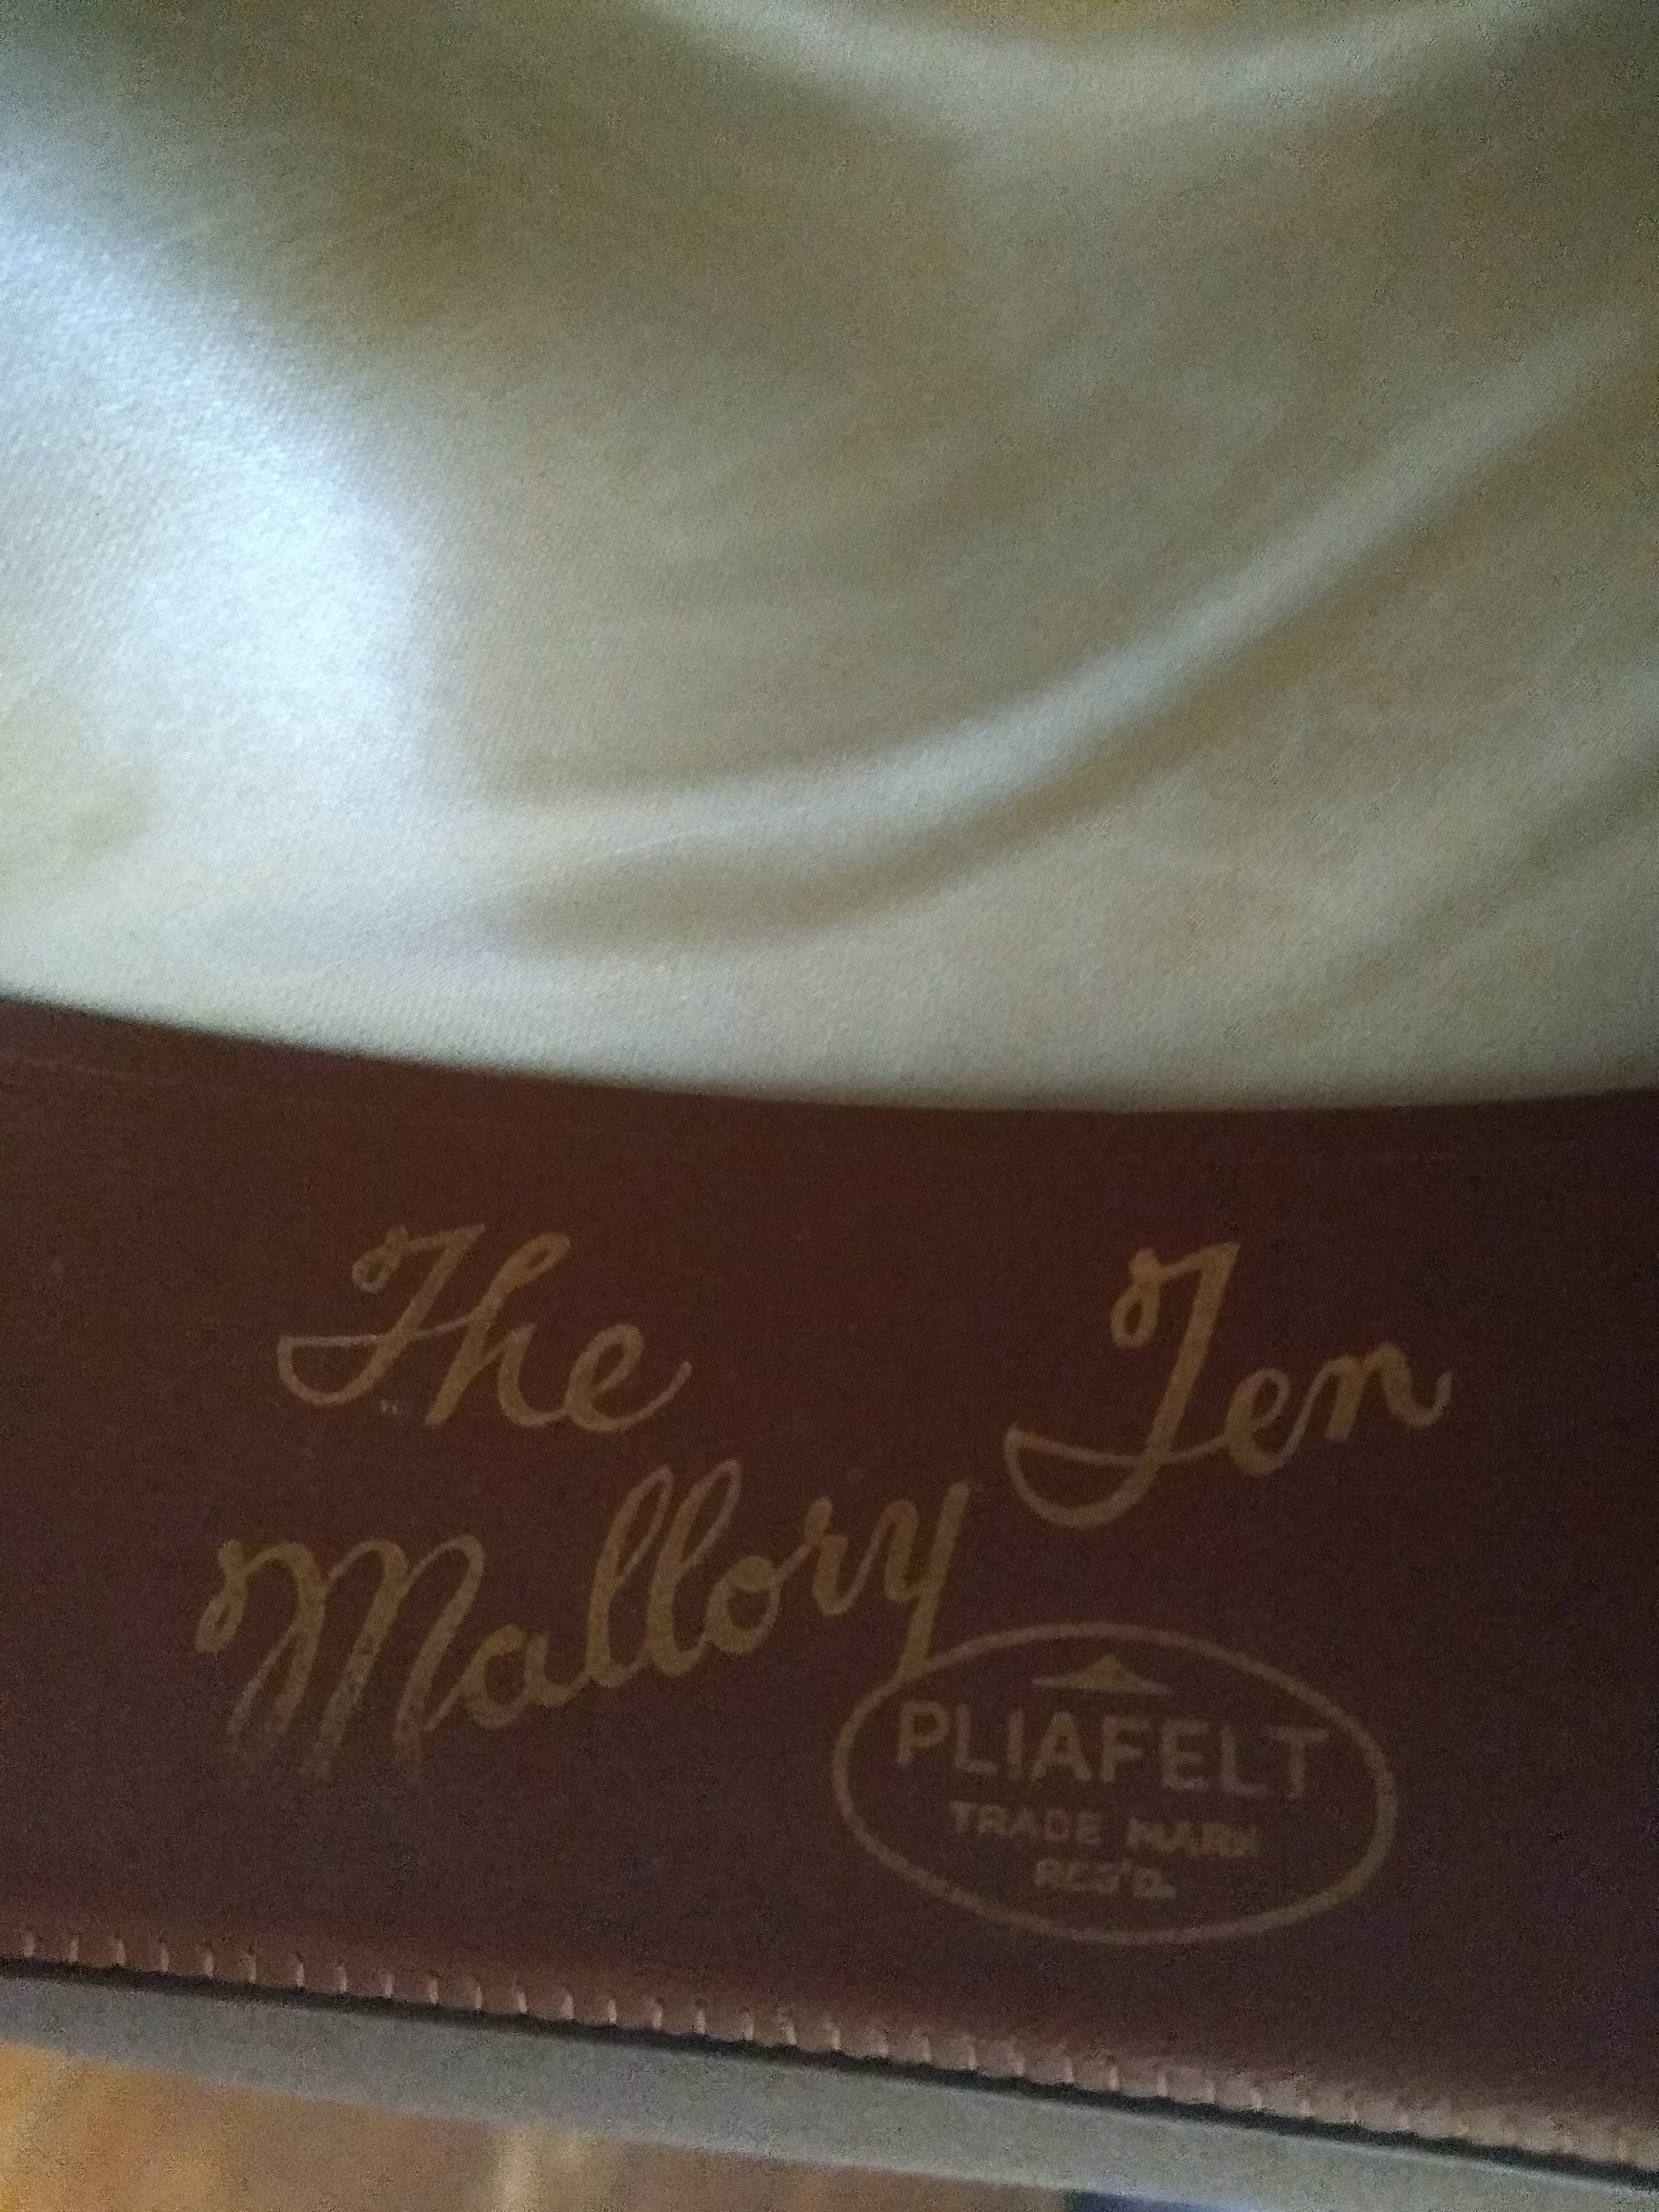 The
Mallory Ten
PLIAFELT
TRADE MARK
REG'D.